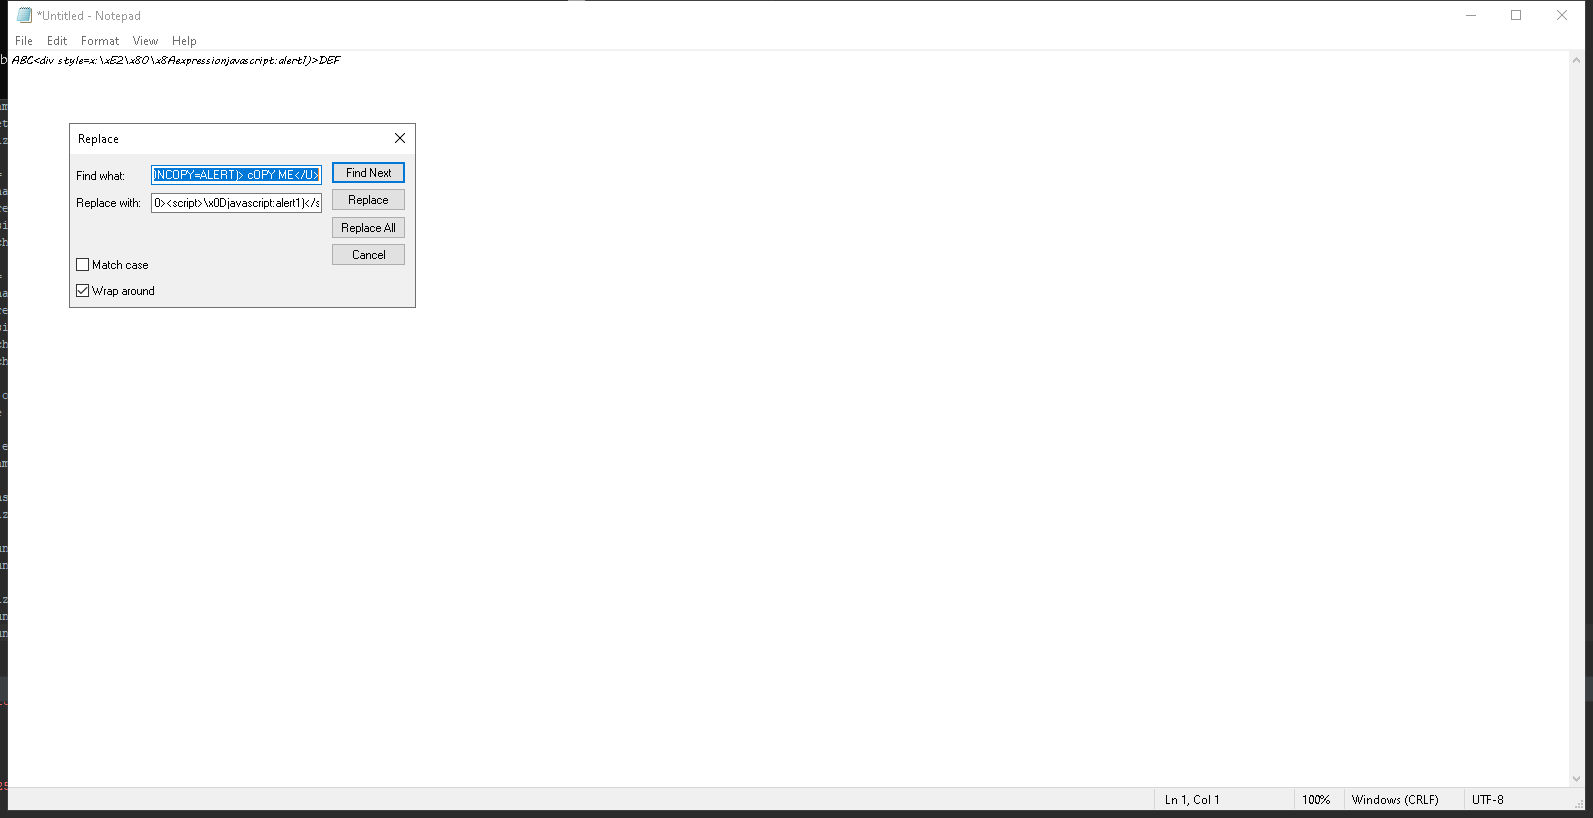 *Untitled - Notepad
File Edit Format View Help
ABC<div style=x:\xE2\x80\x8Aexpressionjavascript:alert1)>DEF
Replace
Find what: )NCOPY=ALERT)> cOPY ME</U> Find Next
Replace with: 0><script>\x0Djavascript:alert1)</s Replace
Replace All
Cancel
Match case
Wrap around
Ln 1, Col 1 100% Windows (CRLF) UTF-8